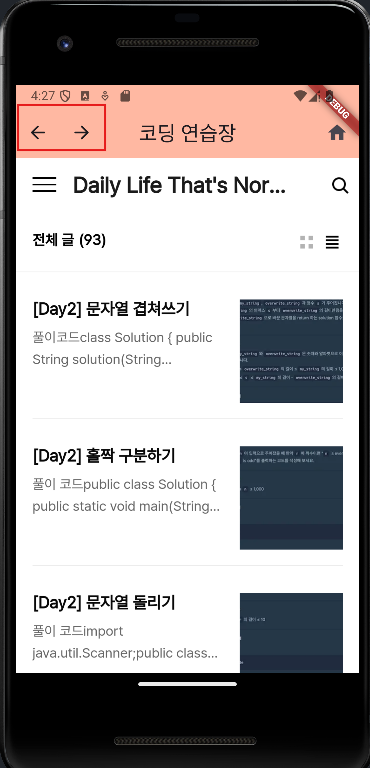 4:27
DEBUG
코딩 연습장
Daily Life That's Nor...
전체 글 (93)
[Day2] 문자열 겹쳐쓰기
풀이코드class Solution { public
String solution(String...
[Day2] 홀짝 구분하기
풀이 코드public class Solution {
public static void main(String...
[Day2] 문자열 돌리기
풀이 코드import
java.util.Scanner;public class...